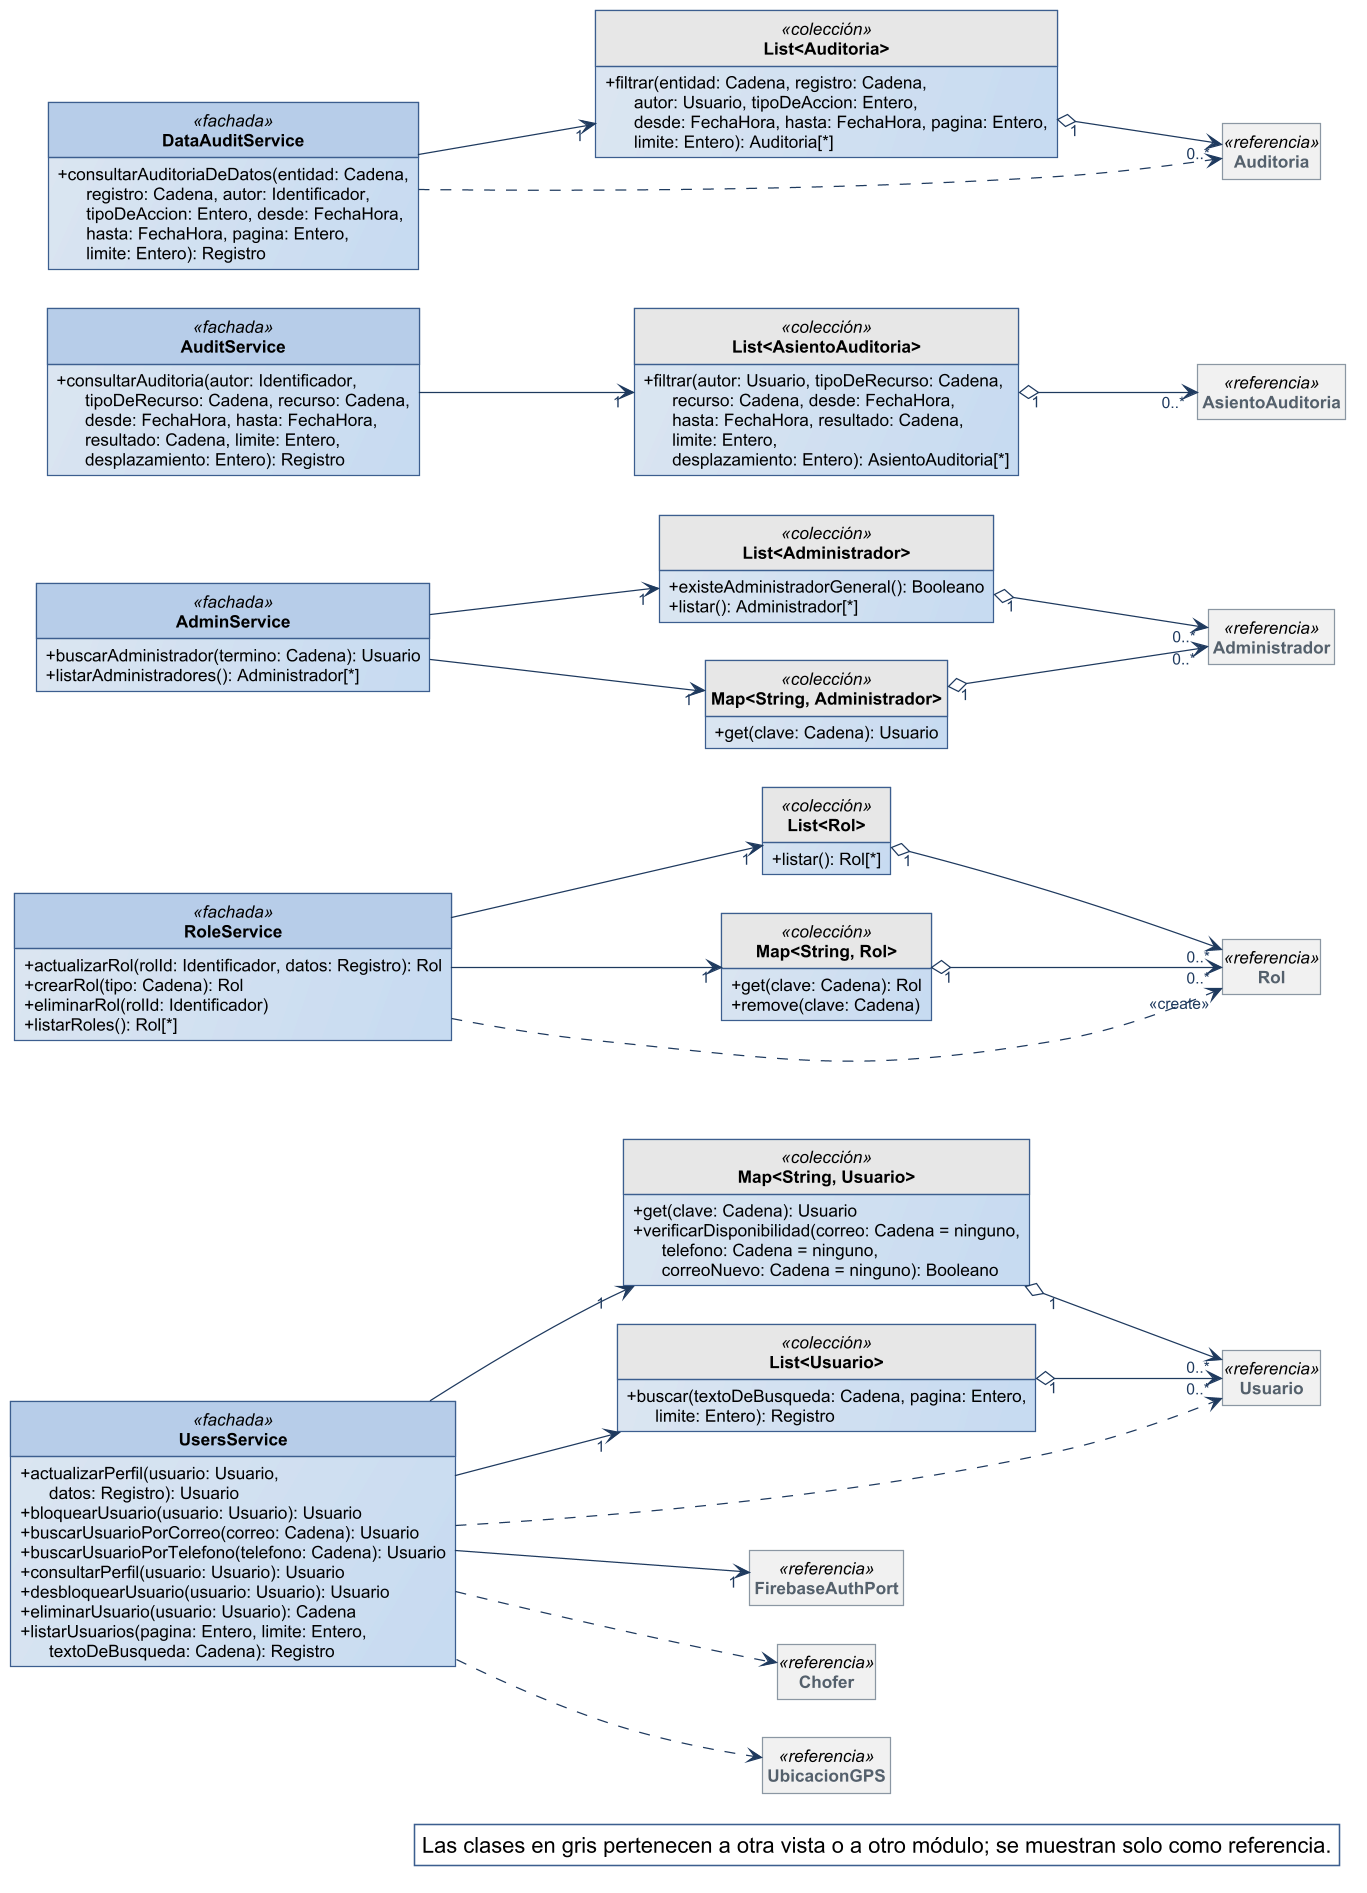 «colección»
List<Auditoria>
+filtrar(entidad: Cadena, registro: Cadena,
autor: Usuario, tipoDeAccion: Entero,
desde: FechaHora, hasta: FechaHora, pagina: Entero,
limite: Entero): Auditoria[*]
«fachada»
DataAuditService
+consultarAuditoriaDeDatos(entidad: Cadena,
registro: Cadena, autor: Identificador,
tipoDeAccion: Entero, desde: FechaHora,
hasta: FechaHora, pagina: Entero,
limite: Entero): Registro
1
1
0..*
«referencia»
Auditoria
«fachada»
AuditService
+consultarAuditoria(autor: Identificador,
tipoDeRecurso: Cadena, recurso: Cadena,
desde: FechaHora, hasta: FechaHora,
resultado: Cadena, limite: Entero,
desplazamiento: Entero): Registro
1
«colección»
List<AsientoAuditoria>
+filtrar(autor: Usuario, tipoDeRecurso: Cadena,
recurso: Cadena, desde: FechaHora,
hasta: FechaHora, resultado: Cadena,
limite: Entero,
desplazamiento: Entero): AsientoAuditoria[*]
1
0..*
«referencia»
AsientoAuditoria
«colección»
List<Administrador>
+existeAdministradorGeneral(): Booleano
+listar(): Administrador[*]
«fachada»
AdminService
+buscarAdministrador(termino: Cadena): Usuario
+listarAdministradores(): Administrador[*]
1
1
1
0..*
«referencia»
Administrador
0..*
«colección»
Map<String, Administrador>
+get(clave: Cadena): Usuario
1
«colección»
List<Rol>
+listar(): Rol[*]
1
1
«fachada»
RoleService
+actualizarRol(rolId: Identificador, datos: Registro): Rol
+crearRol(tipo: Cadena): Rol
+eliminarRol(rolId: Identificador)
+listarRoles(): Rol[*]
1
«colección»
Map<String, Rol>
+get(clave: Cadena): Rol
+remove(clave: Cadena)
1
0..*
0..*
«create»
«referencia»
Rol
«colección»
Map<String, Usuario>
+get(clave: Cadena): Usuario
+verificarDisponibilidad(correo: Cadena = ninguno,
telefono: Cadena = ninguno,
correoNuevo: Cadena = ninguno): Booleano
1
1
«colección»
List<Usuario>
+buscar(textoDeBusqueda: Cadena, pagina: Entero,
limite: Entero): Registro
1
1
0..*
0..*
«referencia»
Usuario
«fachada»
UsersService
+actualizarPerfil(usuario: Usuario,
datos: Registro): Usuario
+bloquearUsuario(usuario: Usuario): Usuario
+buscarUsuarioPorCorreo(correo: Cadena): Usuario
+buscarUsuarioPorTelefono(telefono: Cadena): Usuario
+consultarPerfil(usuario: Usuario): Usuario
+desbloquearUsuario(usuario: Usuario): Usuario
+eliminarUsuario(usuario: Usuario): Cadena
+listarUsuarios(pagina: Entero, limite: Entero,
textoDeBusqueda: Cadena): Registro
1
«referencia»
FirebaseAuthPort
«referencia»
Chofer
«referencia»
UbicacionGPS
Las clases en gris pertenecen a otra vista o a otro módulo; se muestran solo como referencia.